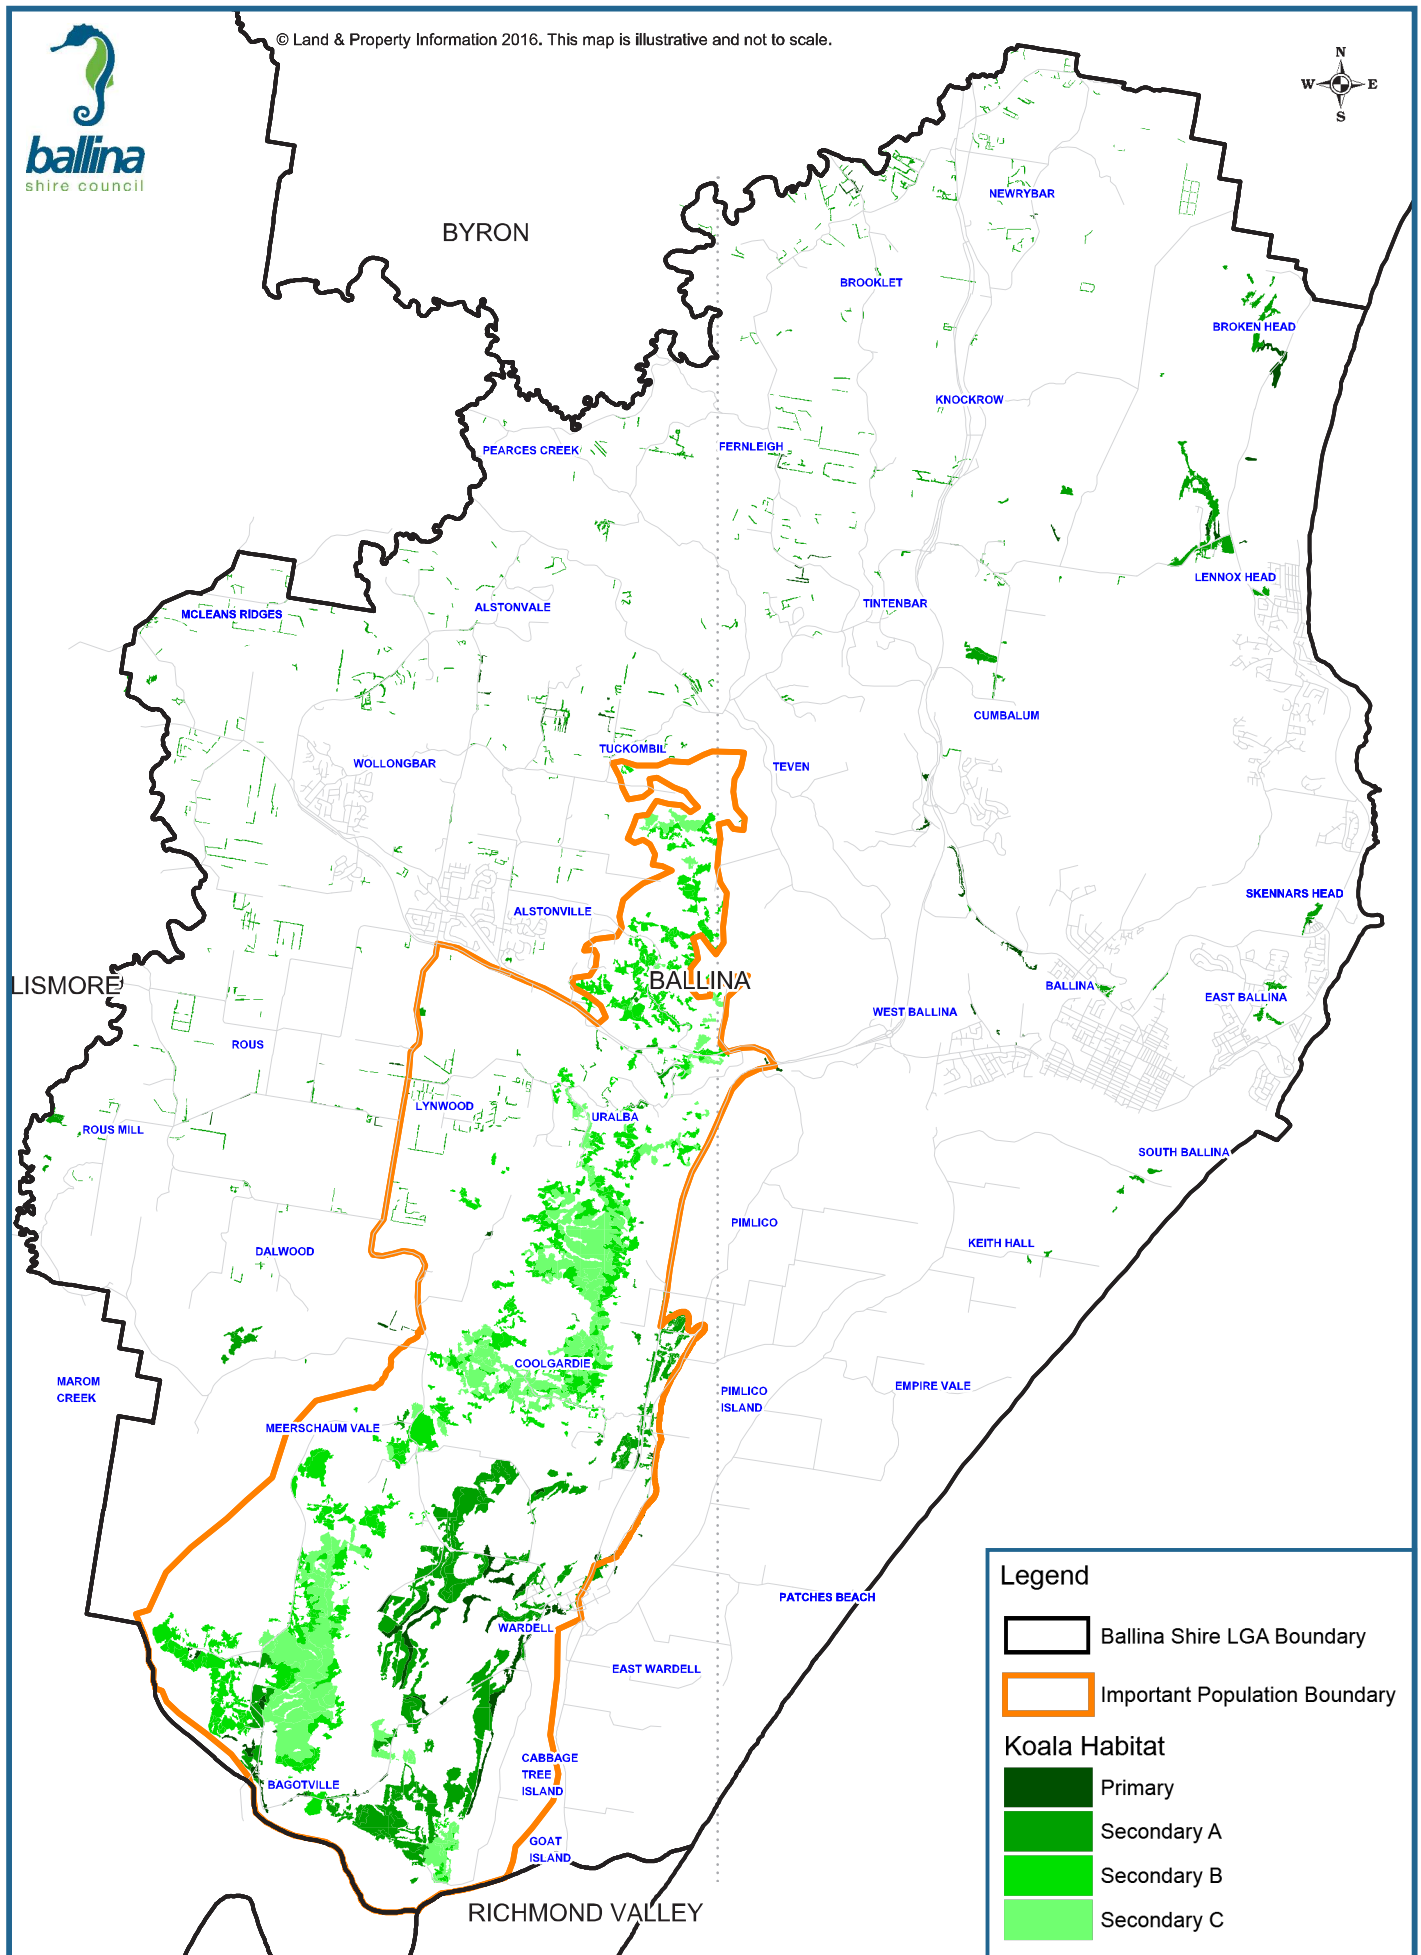 © Land & Property Information 2016. This map is illustrative and not to scale.
ballina
shire council
N
W E
S
BYRON
NEWRYBAR
BROOKLET
BROKEN HEAD
KNOCKROW
PEARCES CREEK
FERNLEIGH
LENNOX HEAD
MCLEANS RIDGES
ALSTONVALE
TINTENBAR
CUMBALUM
TUCKOMBIL
WOLLONGBAR
TEVEN
SKENNARS HEAD
ALSTONVILLE
LISMORE
BALLINA
BALLINA
EAST BALLINA
WEST BALLINA
ROUS
LYNWOOD
URALBA
ROUS MILL
SOUTH BALLINA
PIMLICO
DALWOOD
KEITH HALL
COOLGARDIE
MAROM
CREEK
PIMLICO
ISLAND
EMPIRE VALE
MEERSCHAUM VALE
PATCHES BEACH
WARDELL
EAST WARDELL
CABBAGE
TREE
ISLAND
BAGOTVILLE
GOAT
ISLAND
RICHMOND VALLEY
Legend
Ballina Shire LGA Boundary
Important Population Boundary
Koala Habitat
Primary
Secondary A
Secondary B
Secondary C